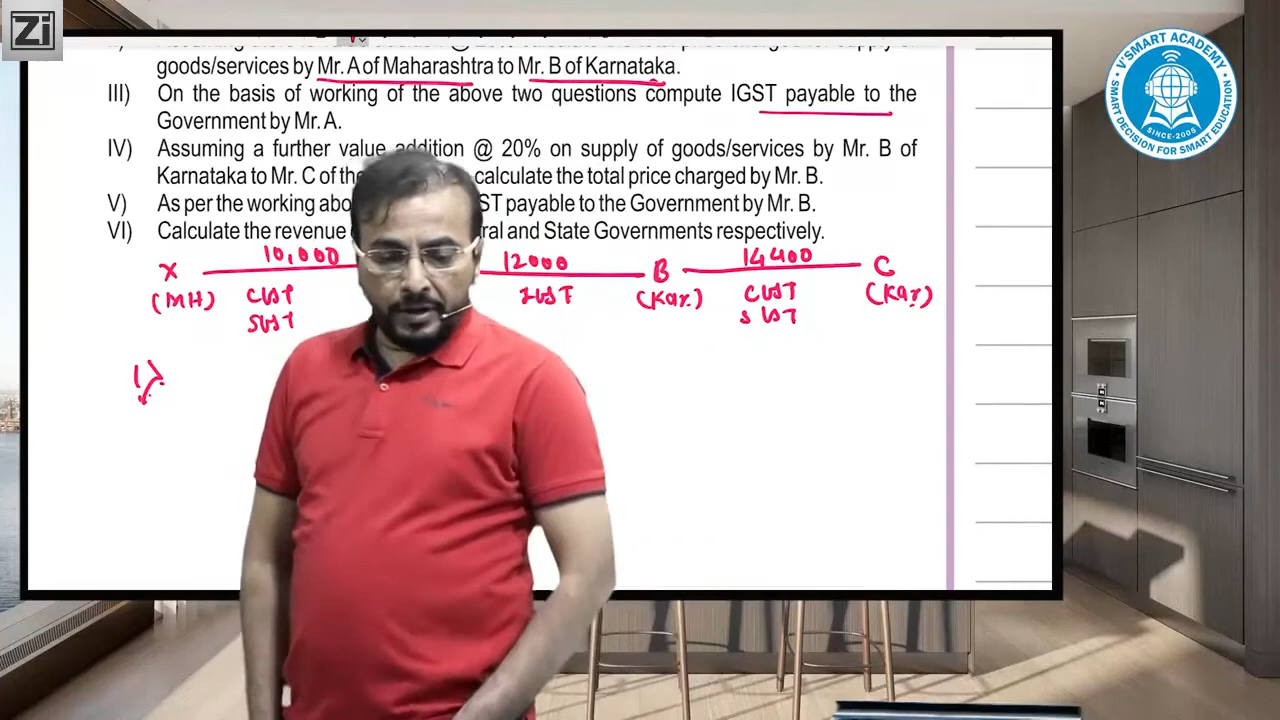 Zi
goods/services by Mr. A of Maharashtra to Mr. B of Karnataka.
III) On the basis of working of the above two questions compute IGST payable to the
Government by Mr. A.
IV) Assuming a further value addition @ 20% on supply of goods/services by Mr. B of
Karnataka to Mr. C of the calculate the total price charged by Mr. B.
V) As per the working abo ST payable to the Government by Mr. B.
VI) Calculate the revenue ral and State Governments respectively.
X 10,000 12000 B 14400 C
(MH) CGST IGST (Kar.) CGST (Kar.)
SGST SGST
1)
V'SMART ACADEMY
SINCE-2005
SMART DECISION FOR SMART EDUCATION